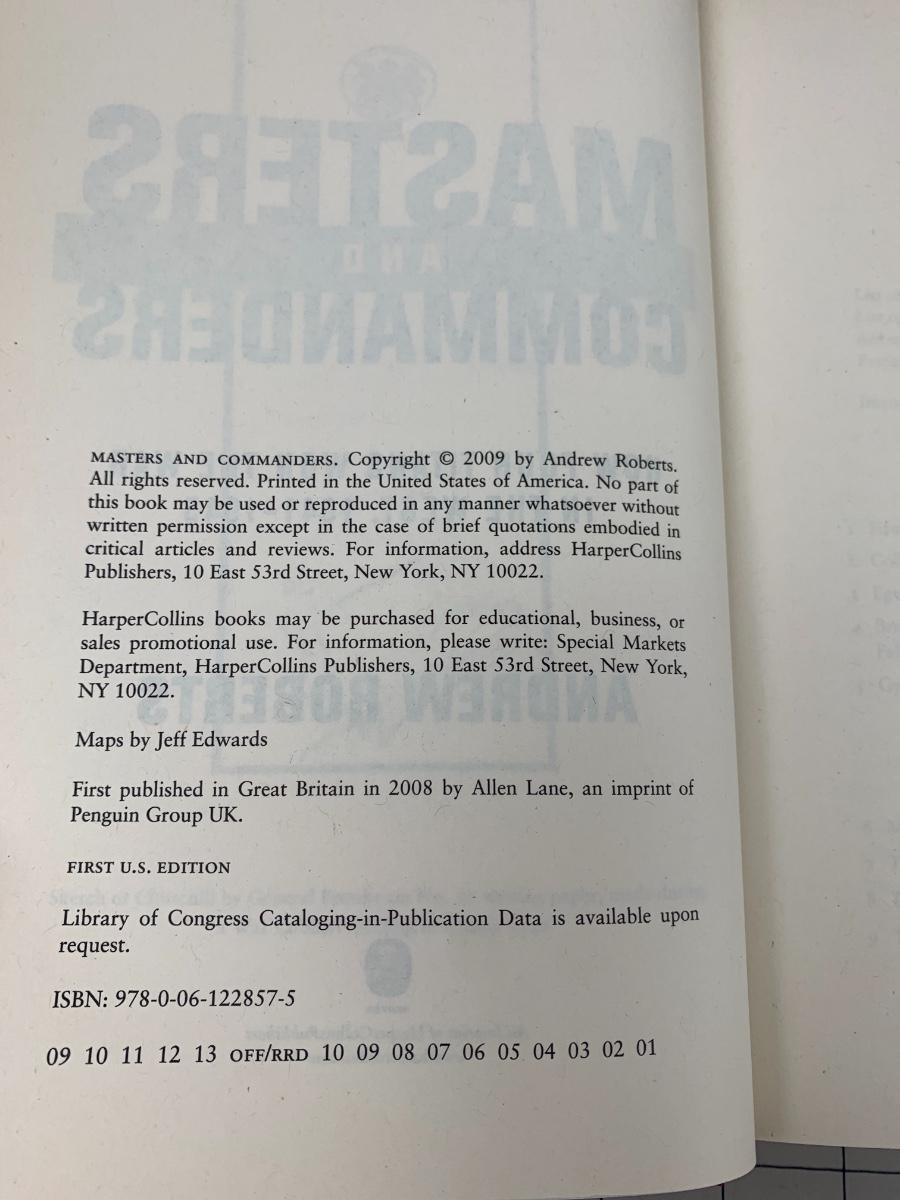 MASTERS AND COMMANDERS. Copyright © 2009 by Andrew Roberts.
All rights reserved. Printed in the United States of America. No part of
this book may be used or reproduced in any manner whatsoever without
written permission except in the case of brief quotations embodied in
critical articles and reviews. For information, address HarperCollins
Publishers, 10 East 53rd Street, New York, NY 10022.
HarperCollins books may be purchased for educational, business, or
sales promotional use. For information, please write: Special Markets
Department, HarperCollins Publishers, 10 East 53rd Street, New York,
NY 10022.
Maps by Jeff Edwards
First published in Great Britain in 2008 by Allen Lane, an imprint of
Penguin Group UK.
FIRST U.S. EDITION
Library of Congress Cataloging-in-Publication Data is available upon
request.
ISBN: 978-0-06-122857-5
09 10 11 12 13 OFF/RRD 10 09 08 07 06 05 04 03 02 01